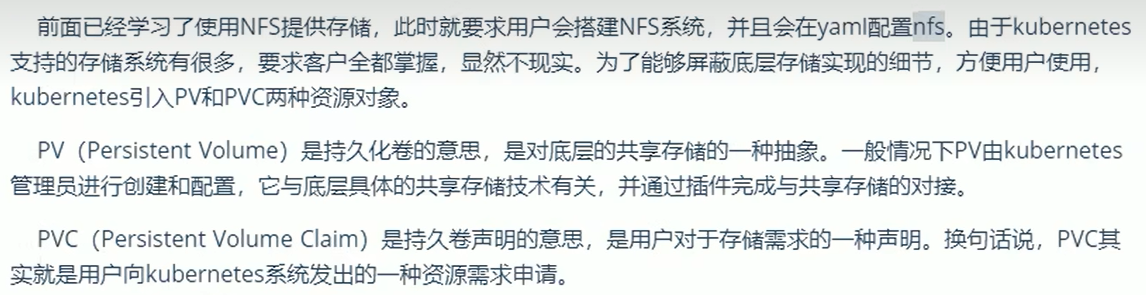 前面已经学习了使用NFS提供存储，此时就要求用户会搭建NFS系统，并且会在yaml配置nfs。由于kubernetes
支持的存储系统有很多，要求客户全都掌握，显然不现实。为了能够屏蔽底层存储实现的细节，方便用户使用，
kubernetes引入PV和PVC两种资源对象。
PV（Persistent Volume）是持久化卷的意思，是对底层的共享存储的一种抽象。一般情况下PV由kubernetes
管理员进行创建和配置，它与底层具体的共享存储技术有关，并通过插件完成与共享存储的对接。
PVC（Persistent Volume Claim）是持久卷声明的意思，是用户对于存储需求的一种声明。换句话说，PVC其
实就是用户向kubernetes系统发出的一种资源需求申请。